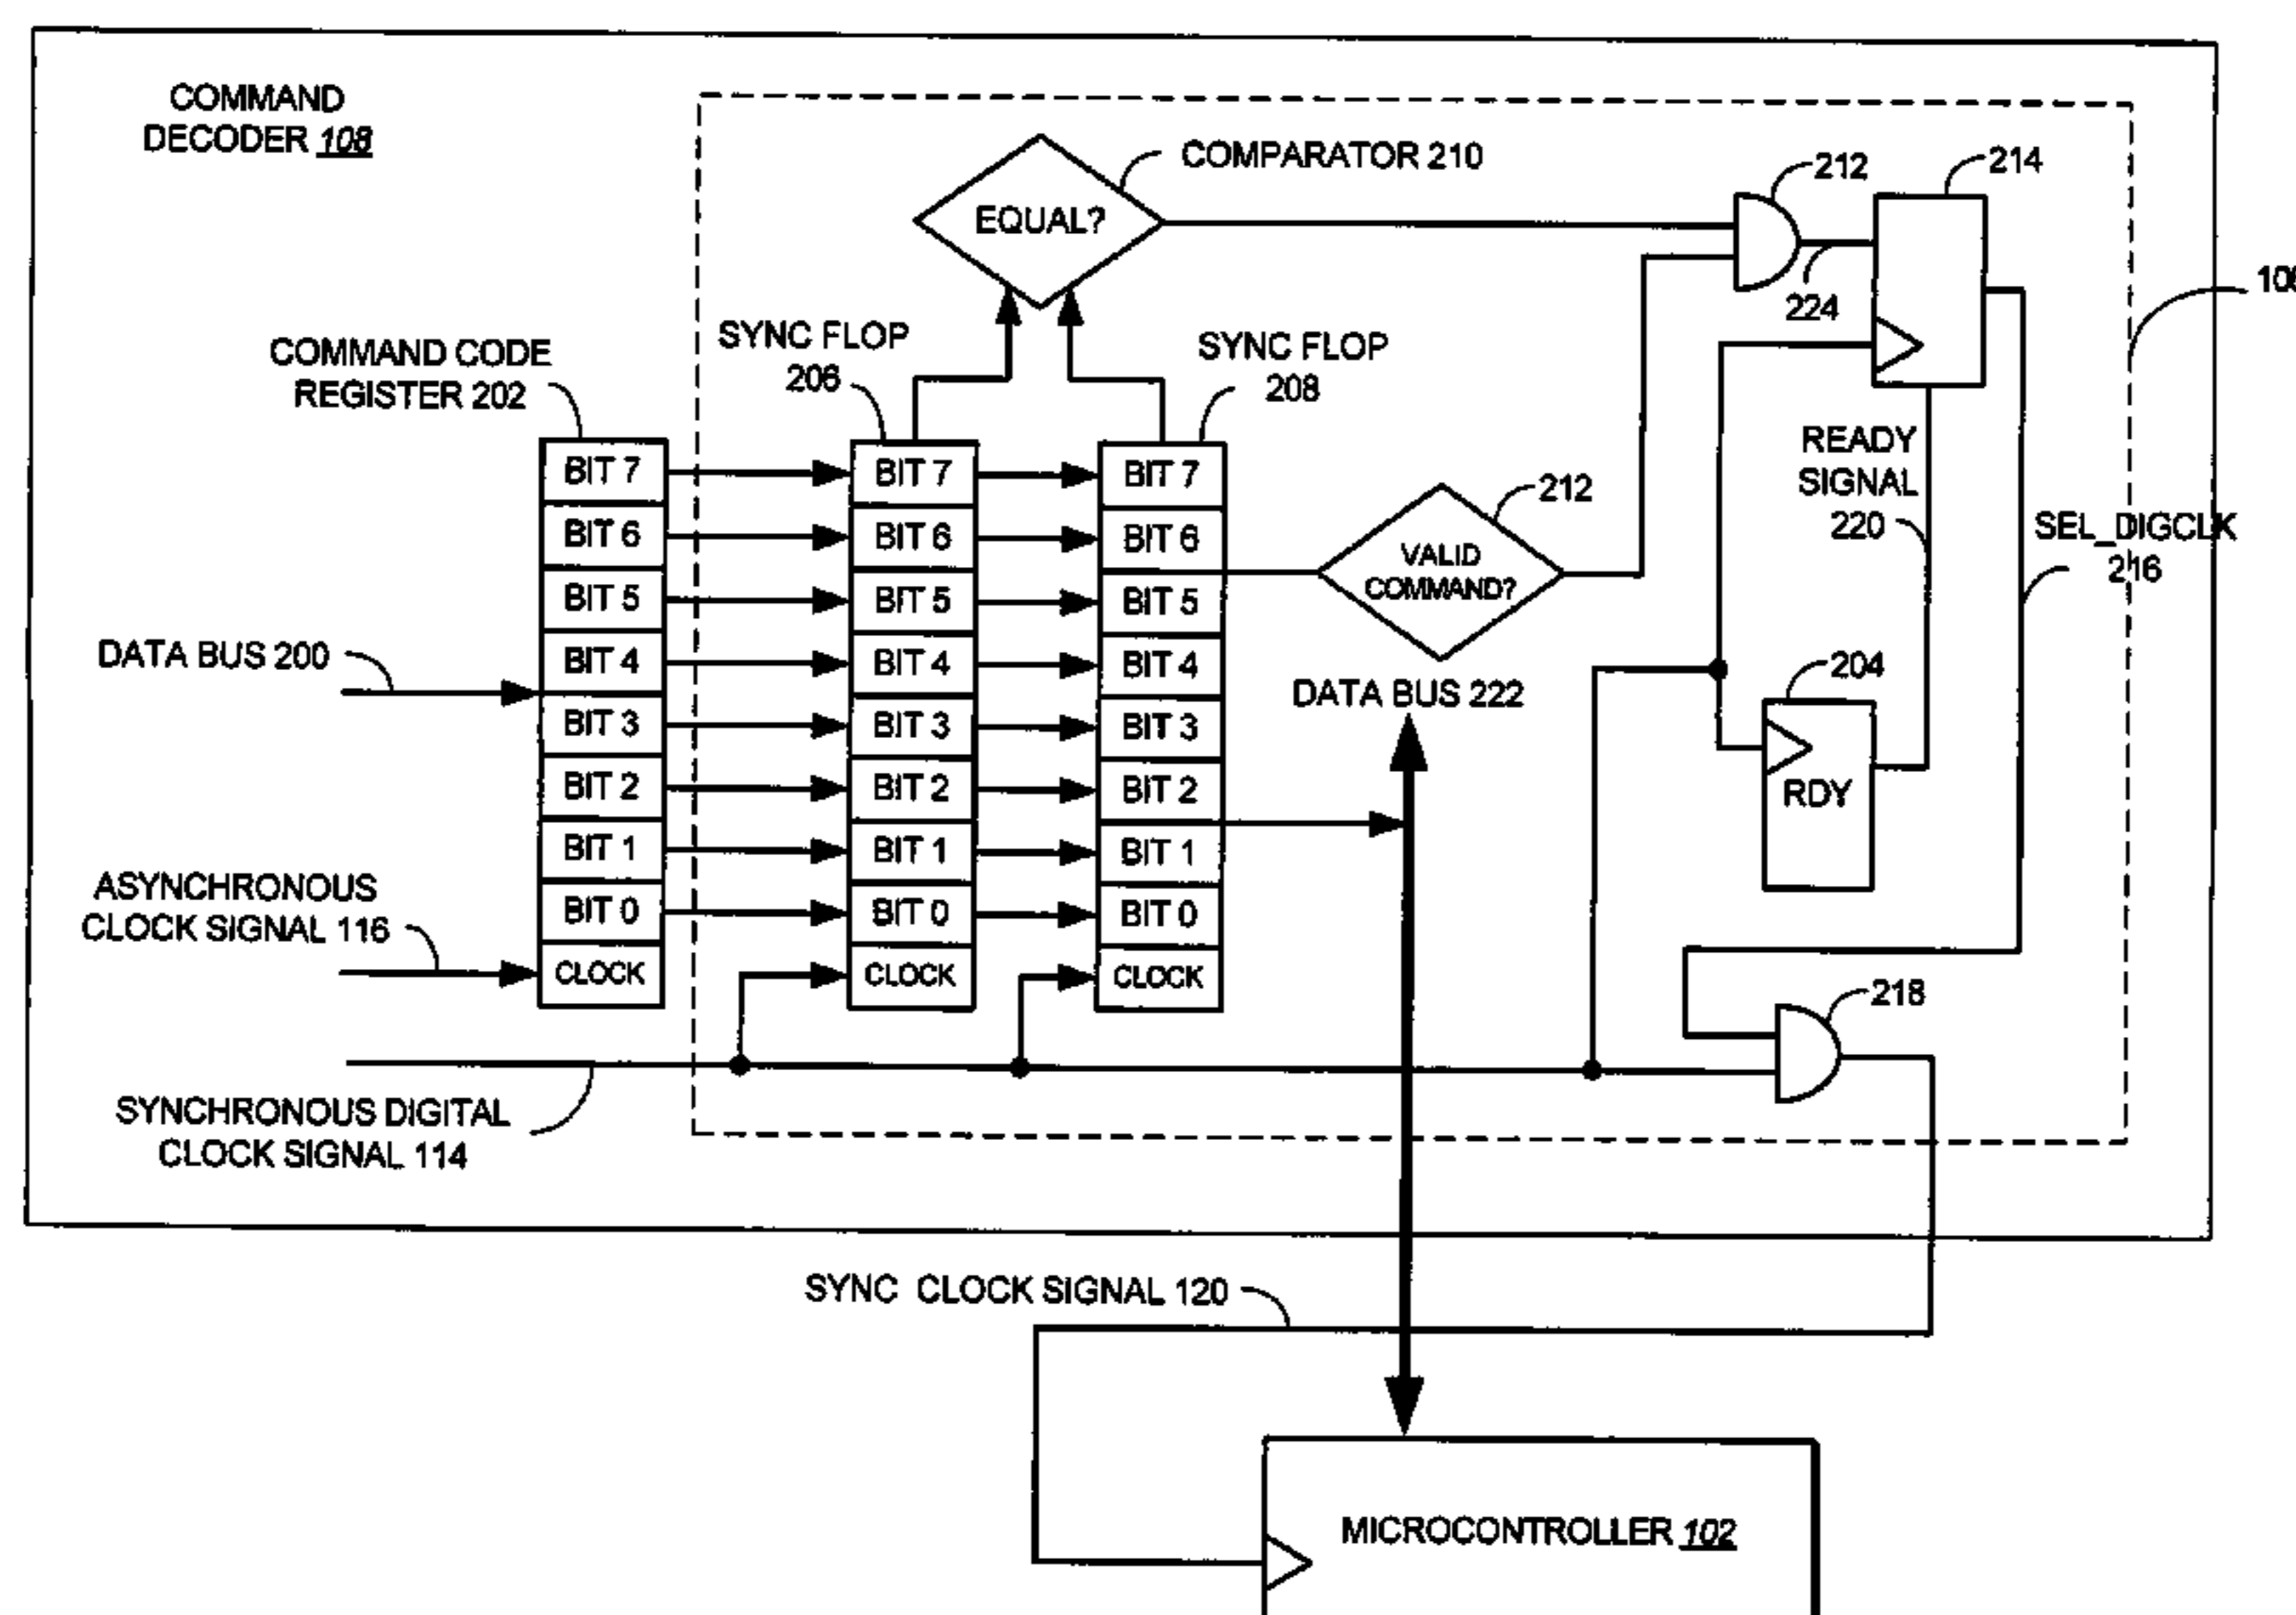 COMMAND
DECODER 108
COMPARATOR 210
EQUAL?
212
214
224
SYNC FLOP
206
SYNC FLOP
208
COMMAND CODE
REGISTER 202
READY
SIGNAL
220
SEL_DIGCLK
216
BIT 7
BIT 6
BIT 5
BIT 4
BIT 3
BIT 2
BIT 1
BIT 0
CLOCK
BIT 7
BIT 6
BIT 5
BIT 4
BIT 3
BIT 2
BIT 1
BIT 0
CLOCK
BIT 7
BIT 6
BIT 5
BIT 4
BIT 3
BIT 2
BIT 1
BIT 0
CLOCK
212
VALID
COMMAND?
DATA BUS 200
DATA BUS 222
204
RDY
ASYNCHRONOUS
CLOCK SIGNAL 116
218
SYNCHRONOUS DIGITAL
CLOCK SIGNAL 114
SYNC CLOCK SIGNAL 120
MICROCONTROLLER 102